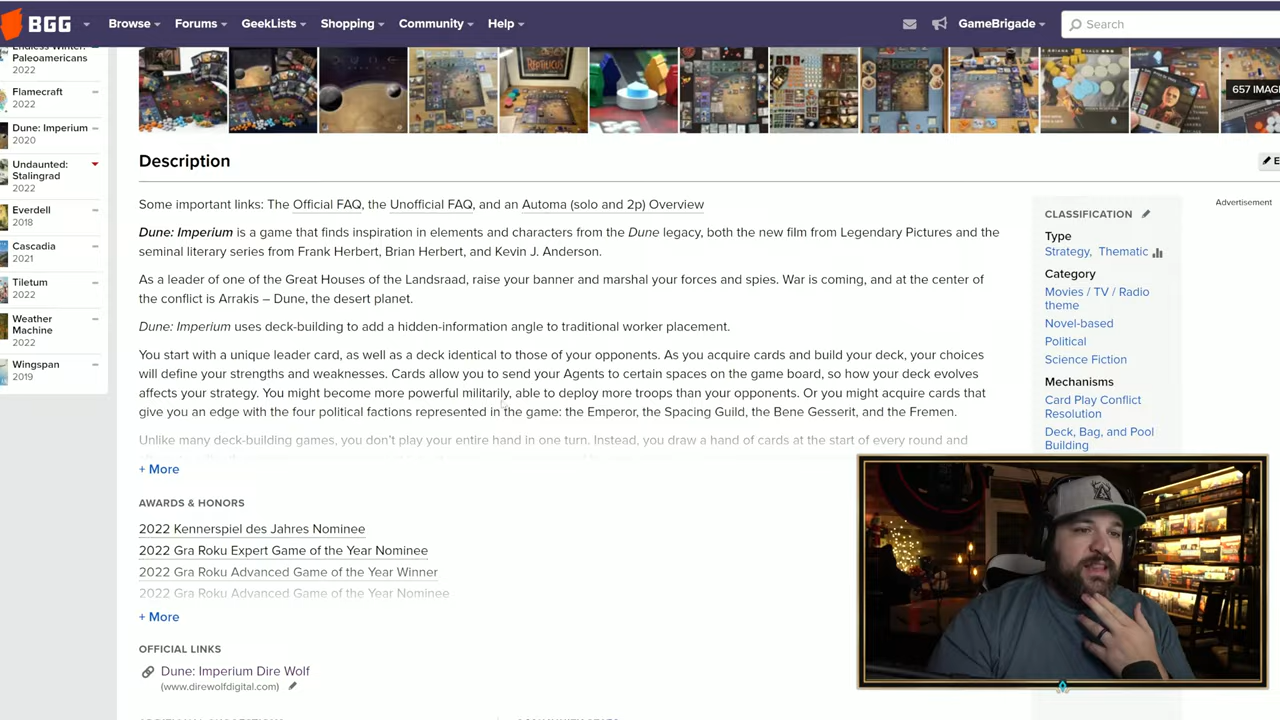 BGG
Browse
Forums
GeekLists
Shopping
Community
Help
GameBrigade
Search
Endless Winter:
Paleoamericans
2022
Flamecraft
2022
Dune: Imperium
2020
Undaunted:
Stalingrad
2022
Everdell
2018
Cascadia
2021
Tiletum
2022
Weather
Machine
2022
Wingspan
2019
657 IMAG
Description
E
Some important links: The Official FAQ, the Unofficial FAQ, and an Automa (solo and 2p) Overview
Dune: Imperium is a game that finds inspiration in elements and characters from the Dune legacy, both the new film from Legendary Pictures and the
seminal literary series from Frank Herbert, Brian Herbert, and Kevin J. Anderson.
As a leader of one of the Great Houses of the Landsraad, raise your banner and marshal your forces and spies. War is coming, and at the center of
the conflict is Arrakis – Dune, the desert planet.
Dune: Imperium uses deck-building to add a hidden-information angle to traditional worker placement.
You start with a unique leader card, as well as a deck identical to those of your opponents. As you acquire cards and build your deck, your choices
will define your strengths and weaknesses. Cards allow you to send your Agents to certain spaces on the game board, so how your deck evolves
affects your strategy. You might become more powerful militarily, able to deploy more troops than your opponents. Or you might acquire cards that
give you an edge with the four political factions represented in the game: the Emperor, the Spacing Guild, the Bene Gesserit, and the Fremen.
Unlike many deck-building games, you don't play your entire hand in one turn. Instead, you draw a hand of cards at the start of every round and
+ More
AWARDS & HONORS
2022 Kennerspiel des Jahres Nominee
2022 Gra Roku Expert Game of the Year Nominee
2022 Gra Roku Advanced Game of the Year Winner
2022 Gra Roku Advanced Game of the Year Nominee
+ More
OFFICIAL LINKS
Dune: Imperium Dire Wolf
(www.direwolfdigital.com)
CLASSIFICATION
Type
Strategy, Thematic
Category
Movies / TV / Radio
theme
Novel-based
Political
Science Fiction
Mechanisms
Card Play Conflict
Resolution
Deck, Bag, and Pool
Building
Advertisement